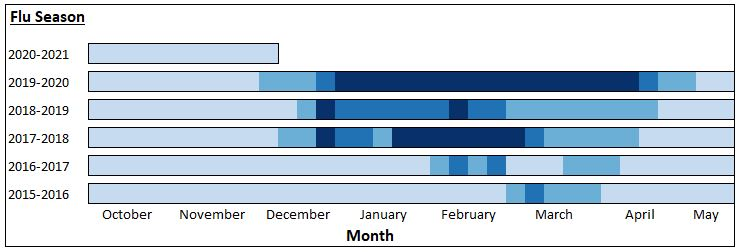 Flu Season
2020-2021
2019-2020
2018-2019
2017-2018
2016-2017
2015-2016
October November December January February March April May
Month